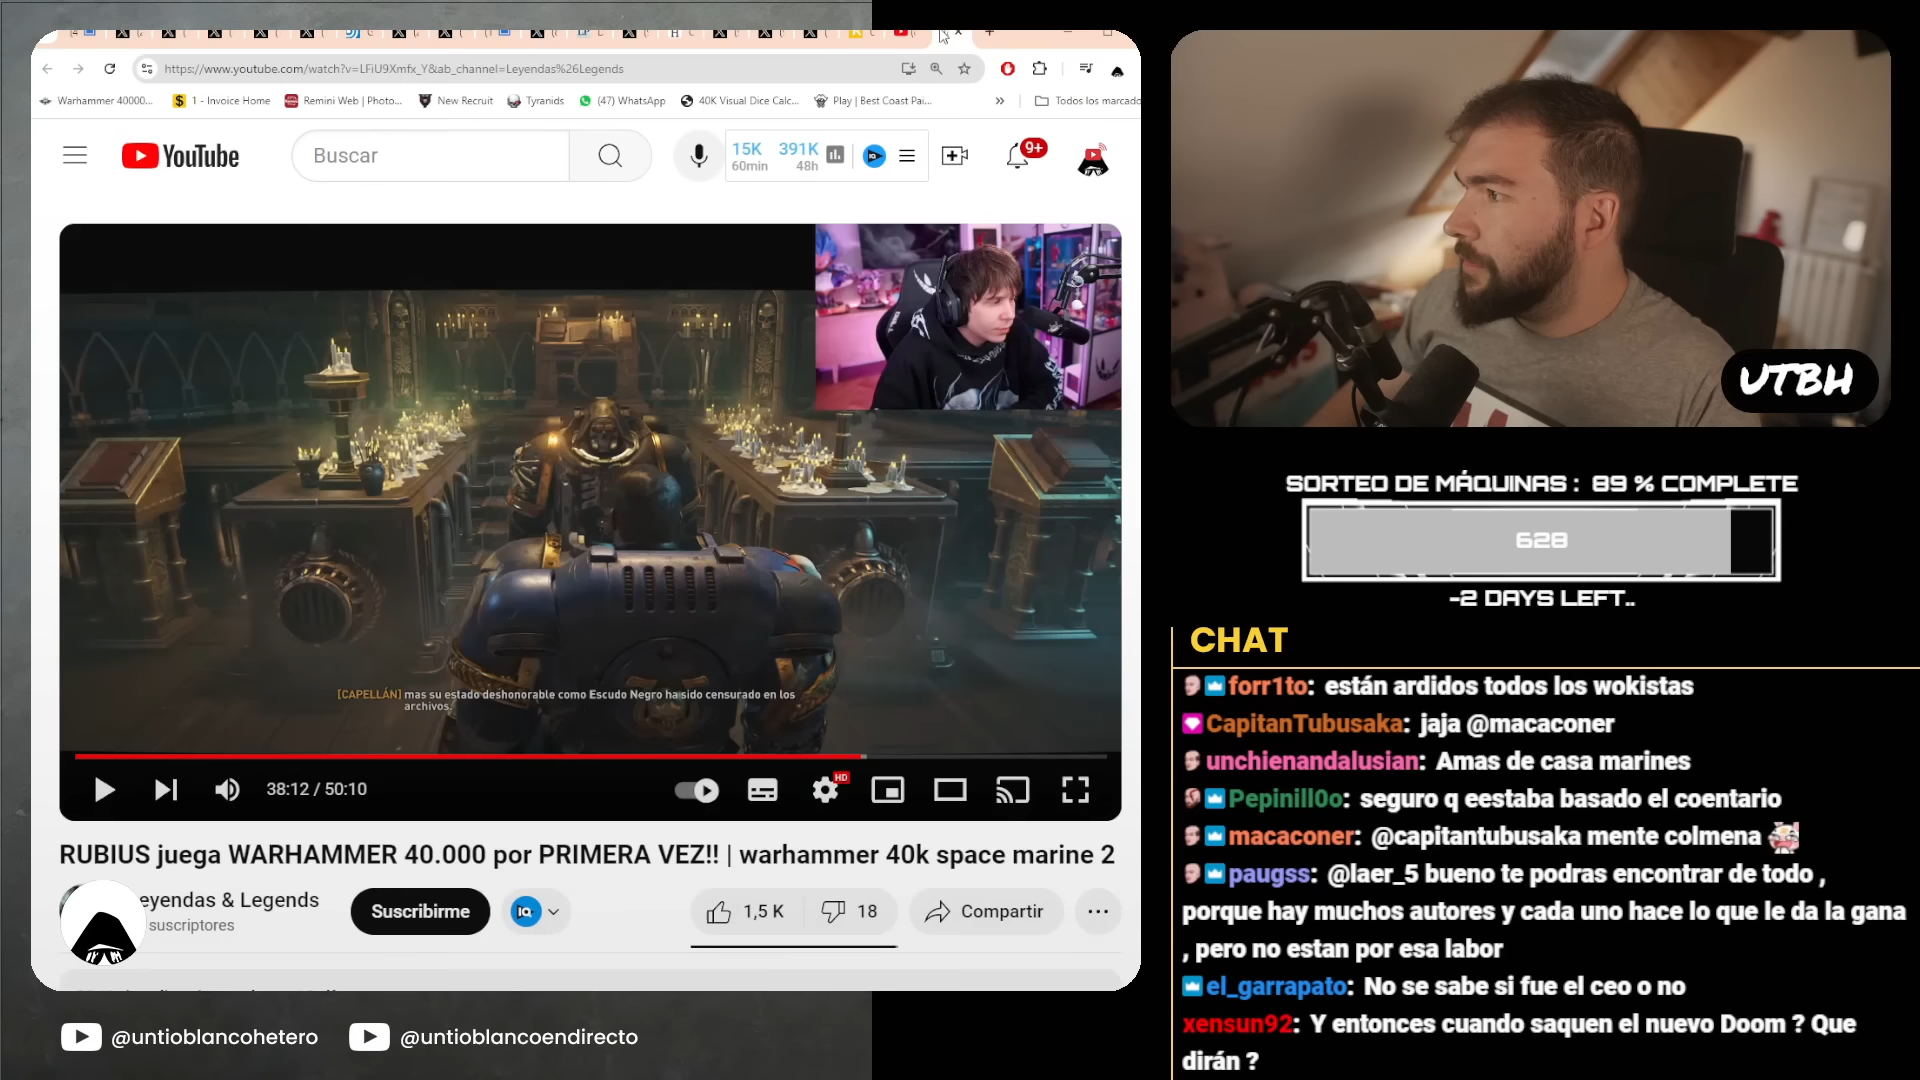 https://www.youtube.com/watch?v=LFiU9Xmfx_Y&ab_channel=Leyendas%26Legends
Warhammer 40000...
1 - Invoice Home
Remini Web | Photo...
New Recruit
Tyranids
(47) WhatsApp
40K Visual Dice Calc...
Play | Best Coast Pai...
»
Todos los marcado
YouTube
Buscar
15K
60min
391K
48h
9+
[CAPELLÁN] mas su estado deshonorable como Escudo Negro ha sido censurado en los
archivos.
38:12 / 50:10
HD
RUBIUS juega WARHAMMER 40.000 por PRIMERA VEZ!! | warhammer 40k space marine 2
eyendas & Legends
suscriptores
Suscribirme
IQ
1,5 K
18
Compartir
@untioblancohetero
@untioblancoendirecto
UTBH
SORTEO DE MÁQUINAS : 89 % COMPLETE
628
-2 DAYS LEFT..
CHAT
forr1to: están ardidos todos los wokistas
CapitanTubusaka: jaja @macaconer
unchienandalusian: Amas de casa marines
Pepinill0o: seguro q eestaba basado el coentario
macaconer: @capitantubusaka mente colmena
paugss: @laer_5 bueno te podras encontrar de todo ,
porque hay muchos autores y cada uno hace lo que le da la gana
, pero no estan por esa labor
el_garrapato: No se sabe si fue el ceo o no
xensun92: Y entonces cuando saquen el nuevo Doom ? Que
dirán ?